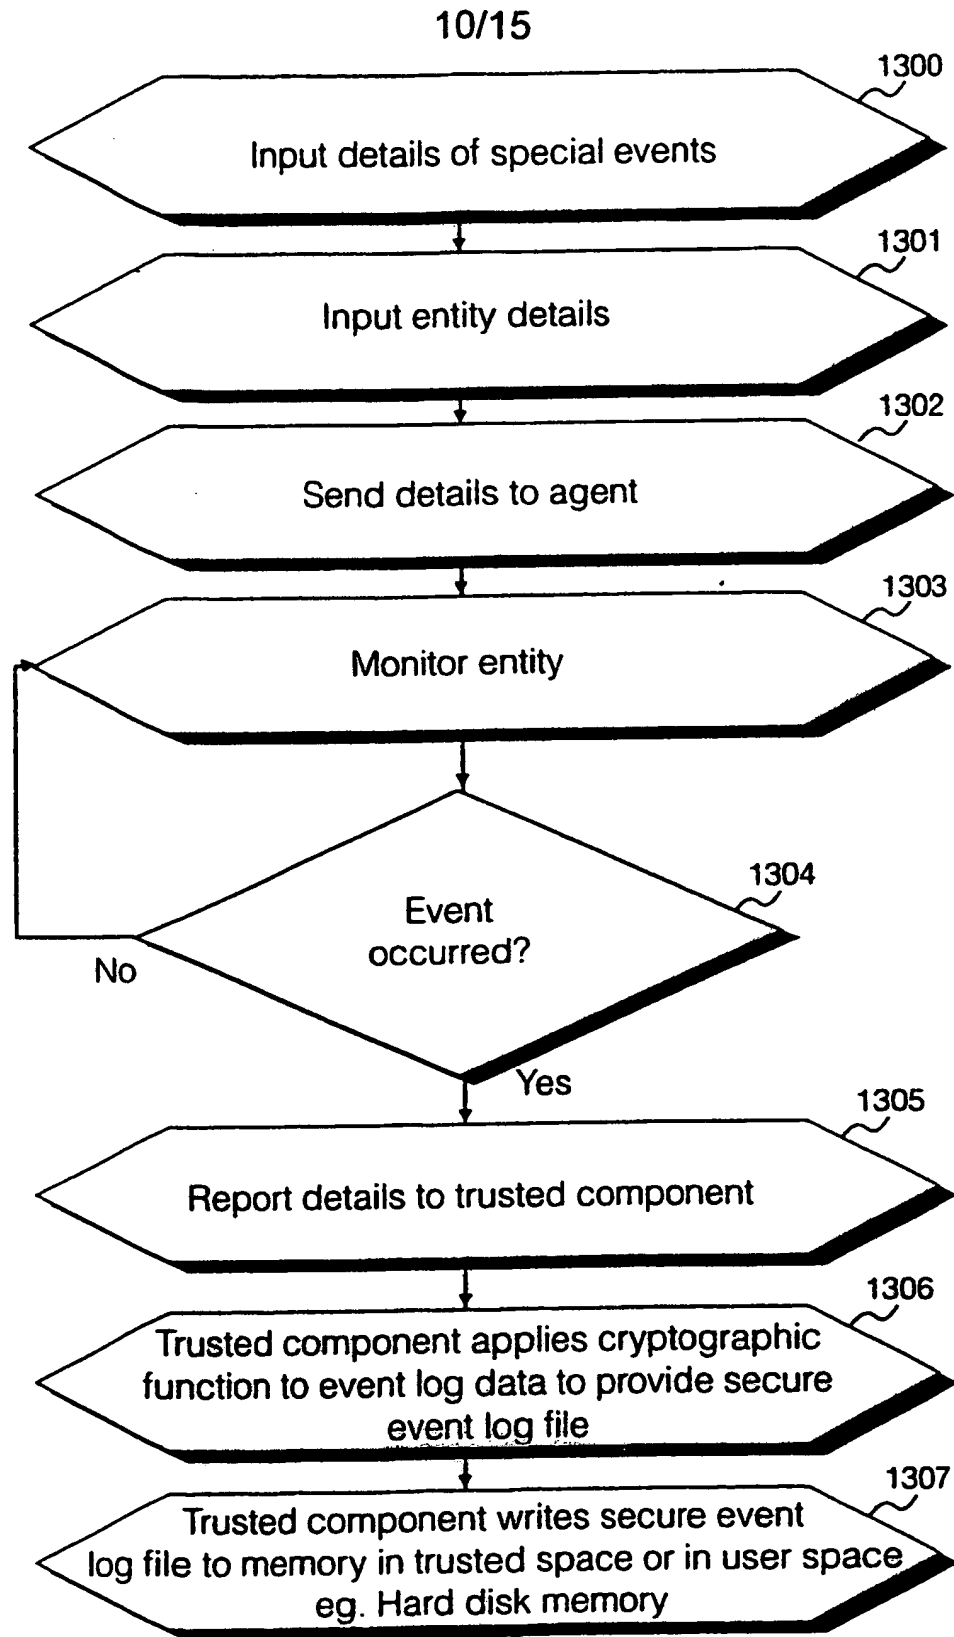 10/15
1300
Input details of special events
1301
Input entity details
1302
Send details to agent
1303
Monitor entity
1304
Event
occurred?
No
Yes
1305
Report details to trusted component
1306
Trusted component applies cryptographic
function to event log data to provide secure
event log file
1307
Trusted component writes secure event
log file to memory in trusted space or in user space
eg. Hard disk memory